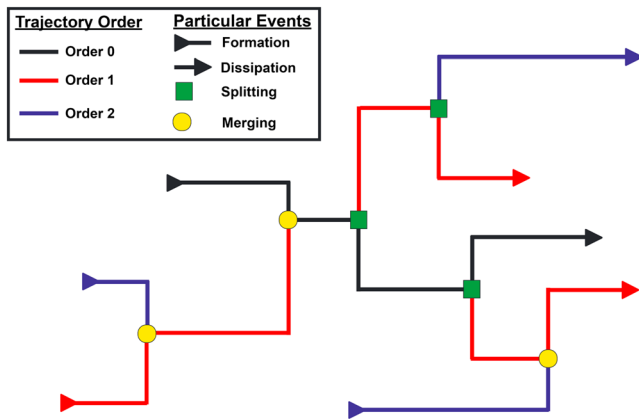 Trajectory Order
Order 0
Order 1
Order 2
Particular Events
Formation
Dissipation
Splitting
Merging